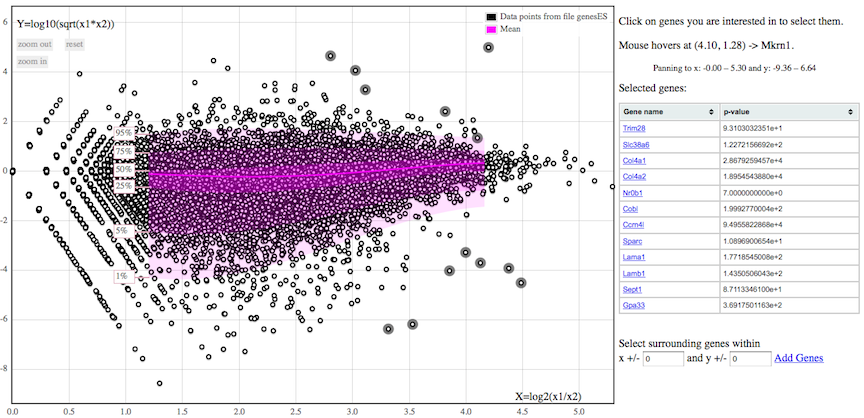 Y=log10(sqrt(x1*x2))
zoom out reset
zoom in
Data points from file genesES
Mean
6
4
2
0
-2
-4
-6
-8
95%
75%
50%
25%
5%
1%
X=log2(x1/x2)
0.0 0.5 1.0 1.5 2.0 2.5 3.0 3.5 4.0 4.5 5.0
Click on genes you are interested in to select them.
Mouse hovers at (4.10, 1.28) -> Mkrn1.
Panning to x: -0.00 – 5.30 and y: -9.36 – 6.64
Selected genes:
Gene name p-value
Trim28 9.3103032351e+1
Slc38a6 1.2272156692e+2
Col4a1 2.8679259457e+4
Col4a2 1.8954543880e+4
Nr0b1 7.0000000000e+0
Cobl 1.9992770004e+2
Ccm4l 9.4955822868e+4
Sparc 1.0896900654e+1
Lama1 1.7718545008e+2
Lamb1 1.4350506043e+2
Sept1 8.7113346100e+1
Gpa33 3.6917501163e+2
Select surrounding genes within
x +/- 0 and y +/- 0 Add Genes